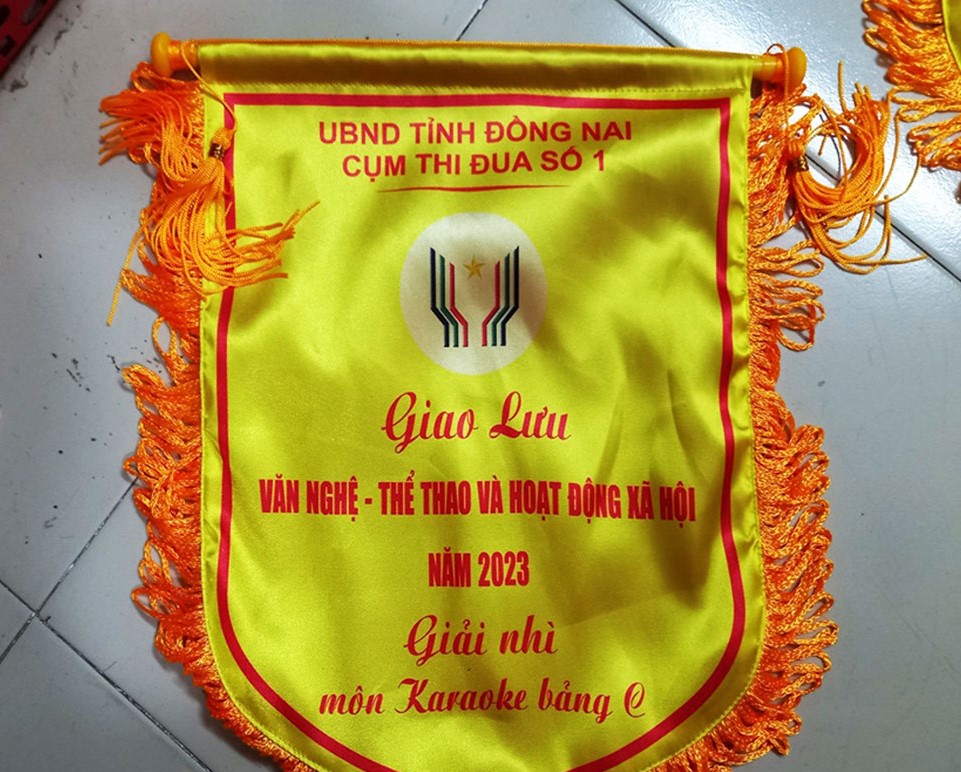 UBND TỈNH ĐỒNG NAI
CỤM THI ĐUA SỐ 1
Giao Lưu
VĂN NGHỆ - THỂ THAO VÀ HOẠT ĐỘNG XÃ HỘI
NĂM 2023
Giải nhì
môn Karaoke bảng C